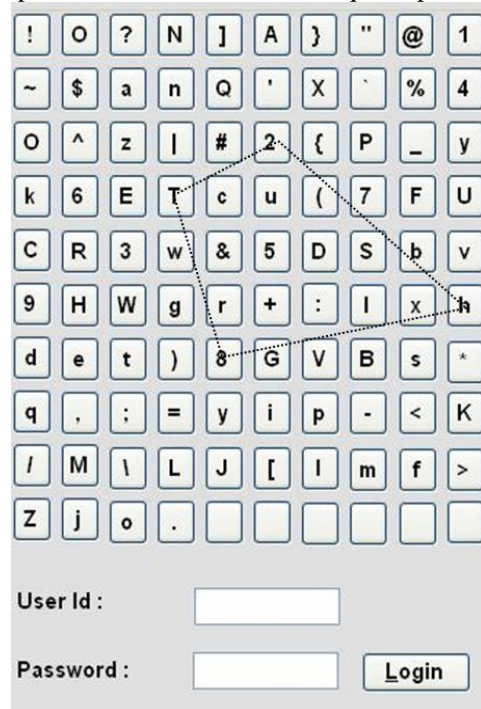 ! O ? N ] A } " @ 1
~ $ a n Q ' X ` % 4
O ^ z | # 2 { P _ y
k 6 E T c u ( 7 F U
C R 3 w & 5 D S b v
9 H W g r + : I x h
d e t ) 8 G V B s *
q , ; = y i p - < K
/ M \ L J [ l m f >
Z j o .
User Id :
Password : Login